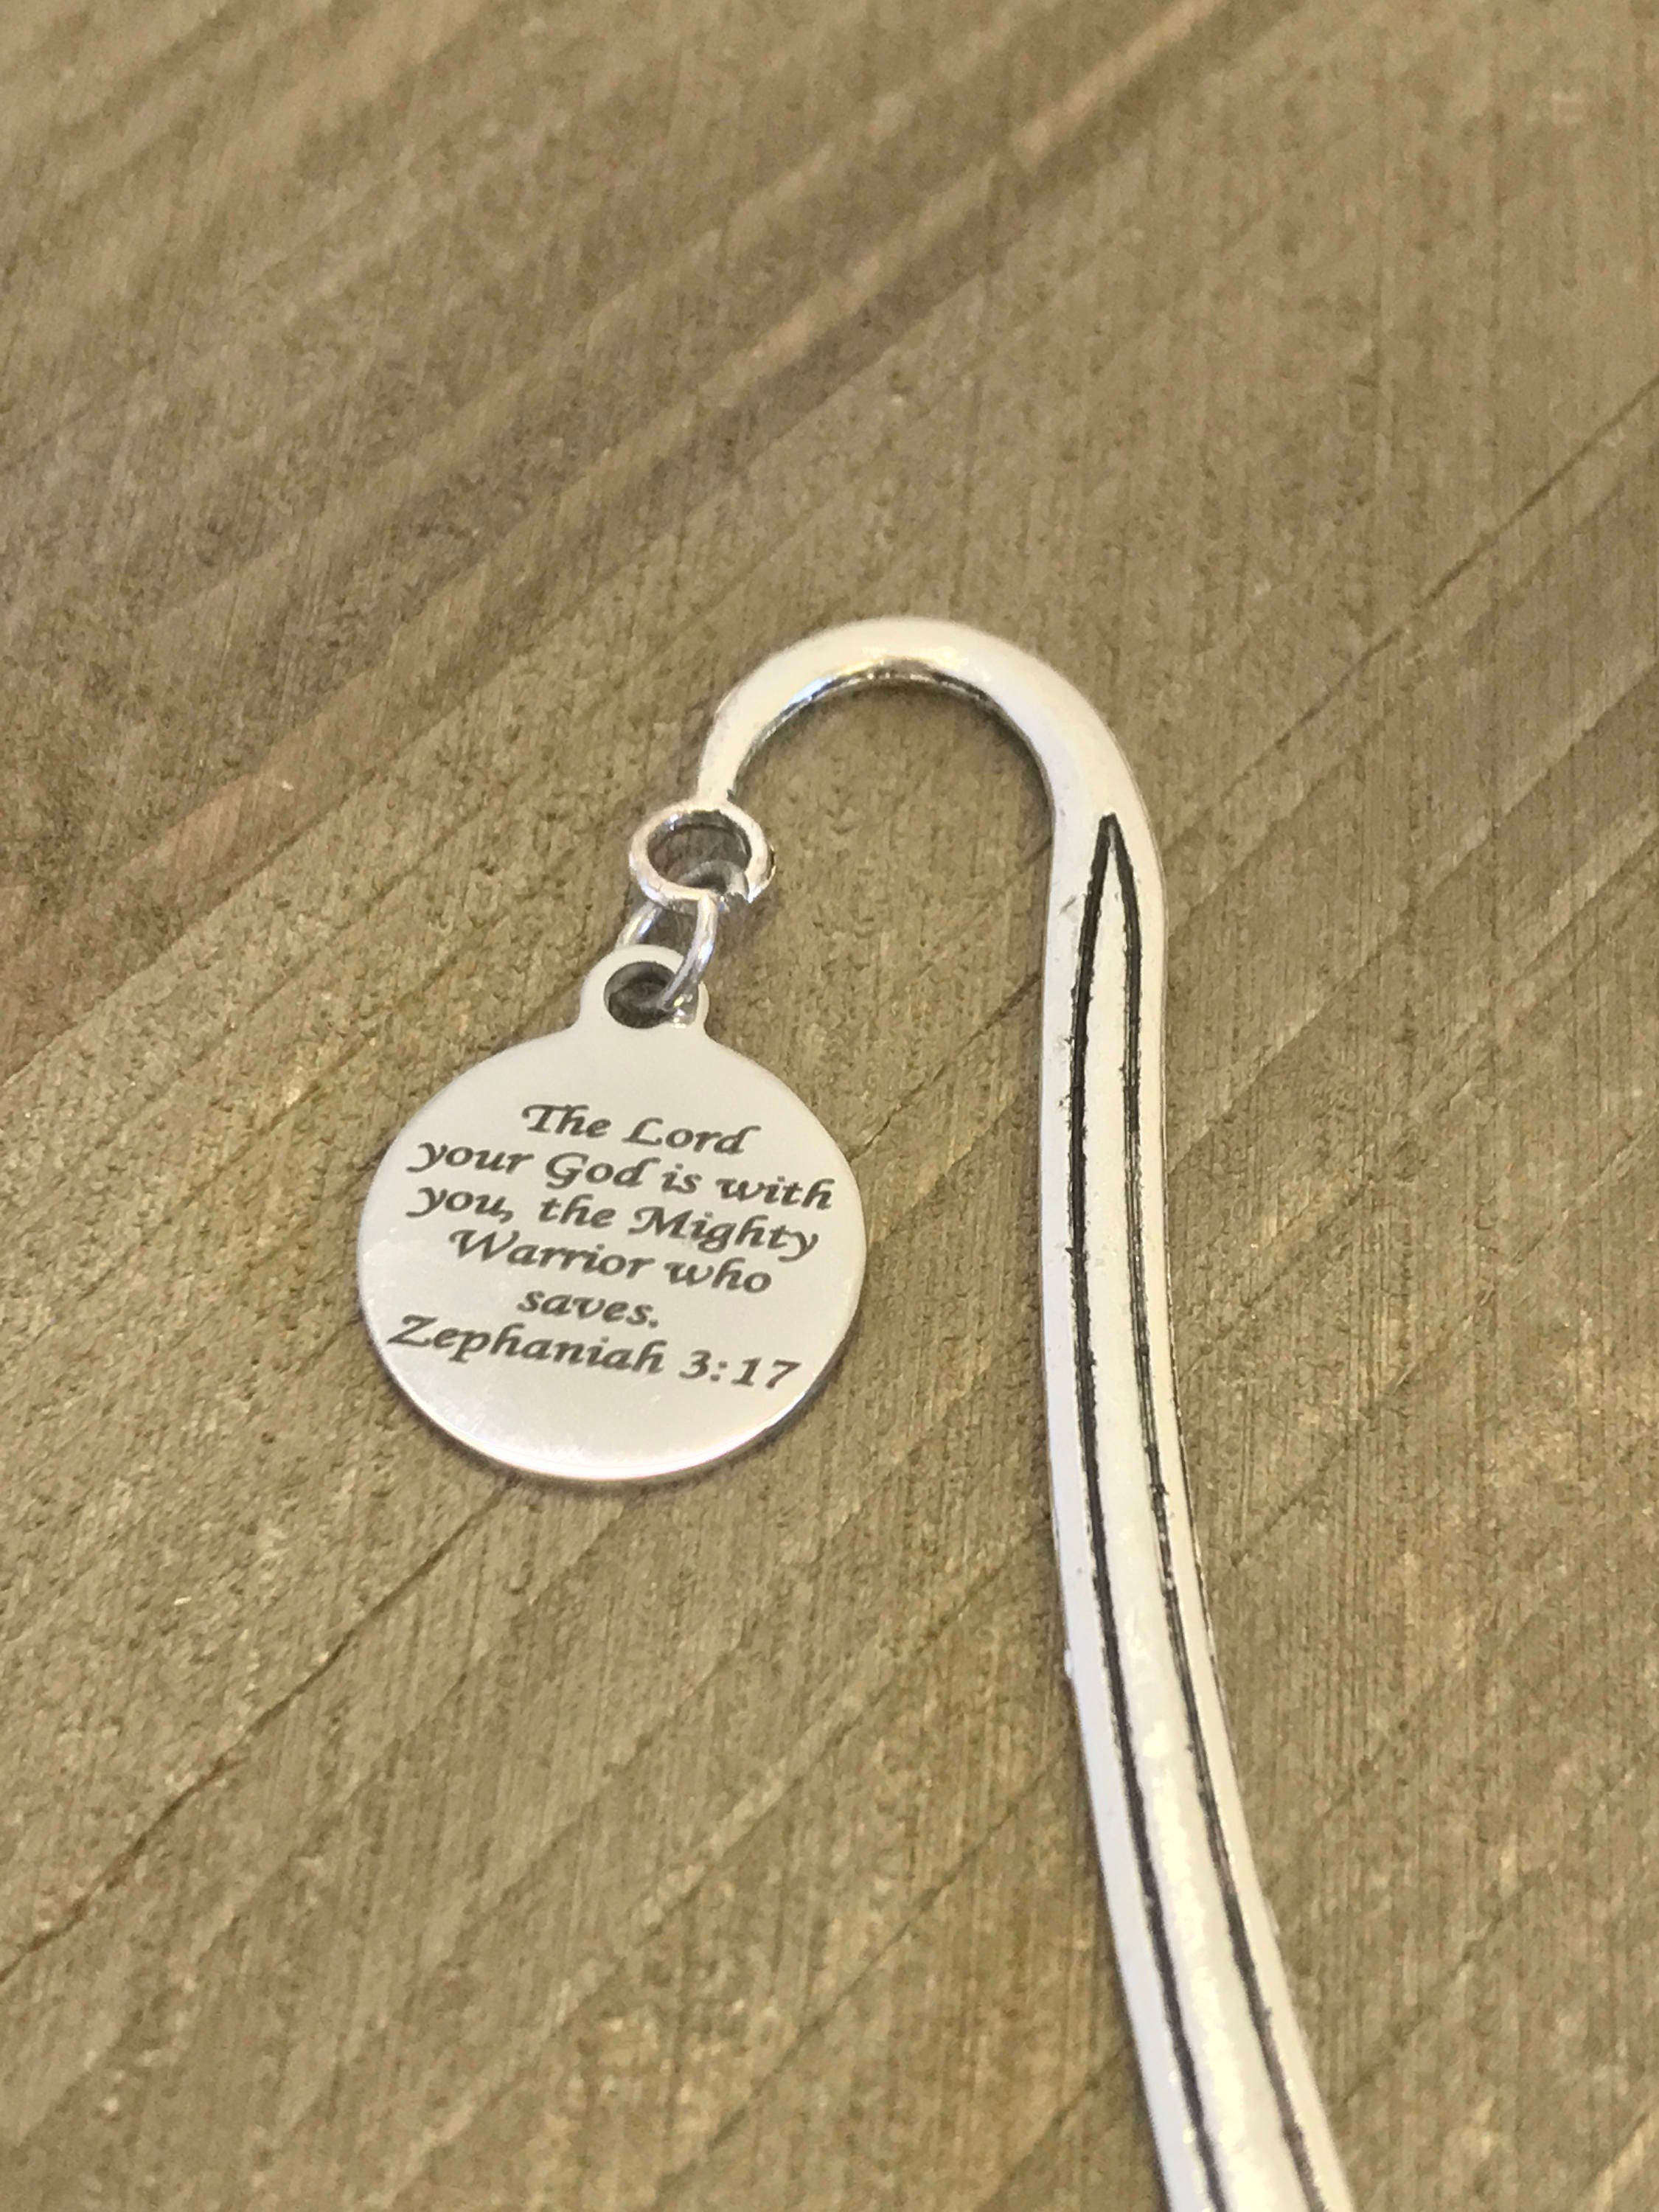 The Lord
your God is with
you, the Mighty
Warrior who
saves.
Zephaniah 3:17